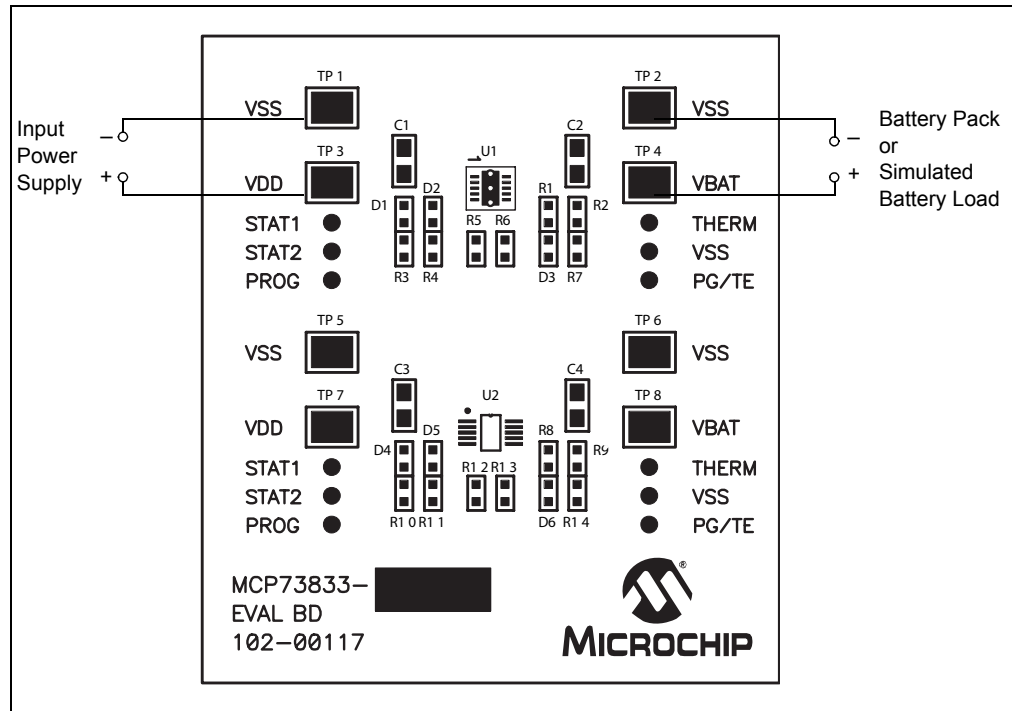 TP 1
TP 2
VSS
VSS
Input
Power
Supply
–
+
C1
C2
Battery Pack
or
Simulated
Battery Load
–
+
U1
TP 3
TP 4
VDD
VBAT
D1
D2
R1
R2
STAT1
R5
R6
THERM
STAT2
VSS
PROG
R3
R4
D3
R7
PG/TE
TP 5
TP 6
VSS
VSS
C3
C4
U2
TP 7
TP 8
VDD
VBAT
D4
D5
R8
R9
STAT1
R1 2
R1 3
THERM
STAT2
VSS
PROG
R1 0
R1 1
D6
R1 4
PG/TE
MCP73833-
EVAL BD
102-00117
MICROCHIP
®